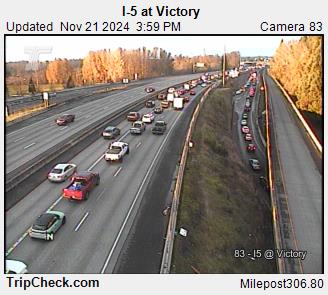 I-5 at Victory
Updated Nov 21 2024 3:59 PM Camera 83
83 - I5 @ Victory
TripCheck.com Milepost306.80